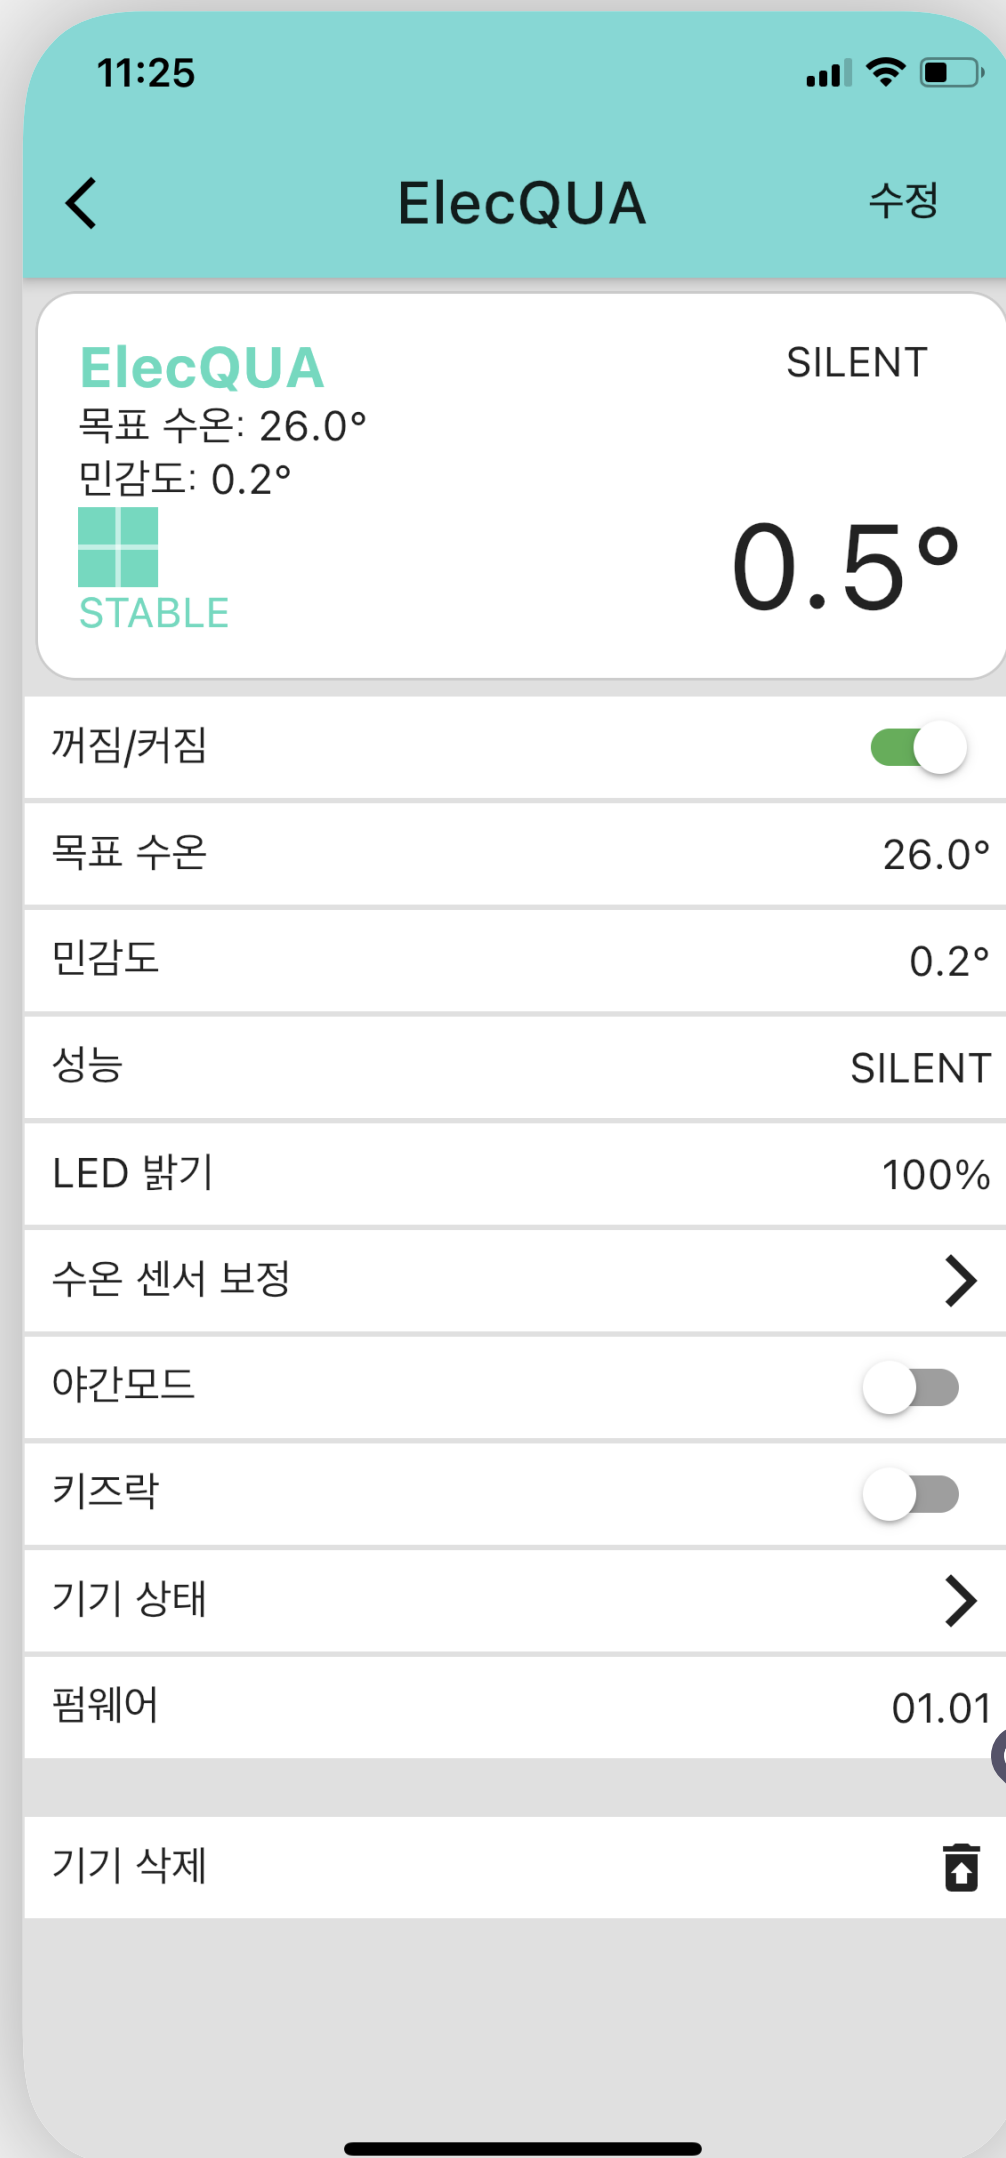 11:25
ElecQUA
수정
ElecQUA
SILENT
목표 수온: 26.0°
민감도: 0.2°
0.5°
STABLE
꺼짐/커짐
목표 수온 26.0°
민감도 0.2°
성능 SILENT
LED 밝기 100%
수온 센서 보정
야간모드
키즈락
기기 상태
펌웨어 01.01
기기 삭제